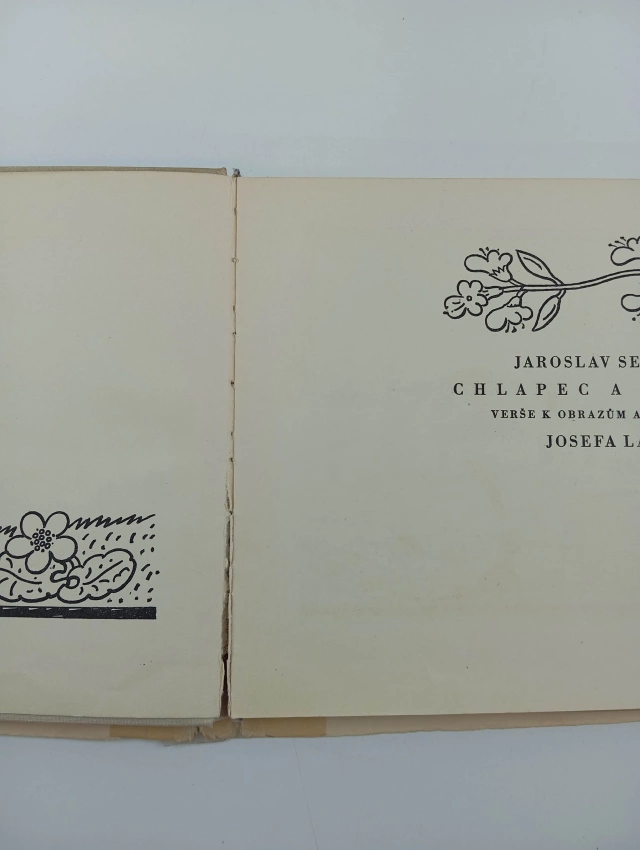 JAROSLAV SE
CHLAPEC A
VERŠE K OBRAZŮM A
JOSEFA LA